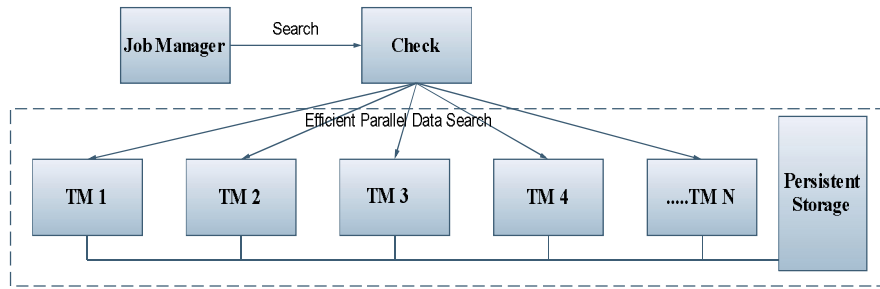 Search
Job Manager
Check
Efficient Parallel Data Search
TM 1
TM 2
TM 3
TM 4
.....TM N
Persistent
Storage